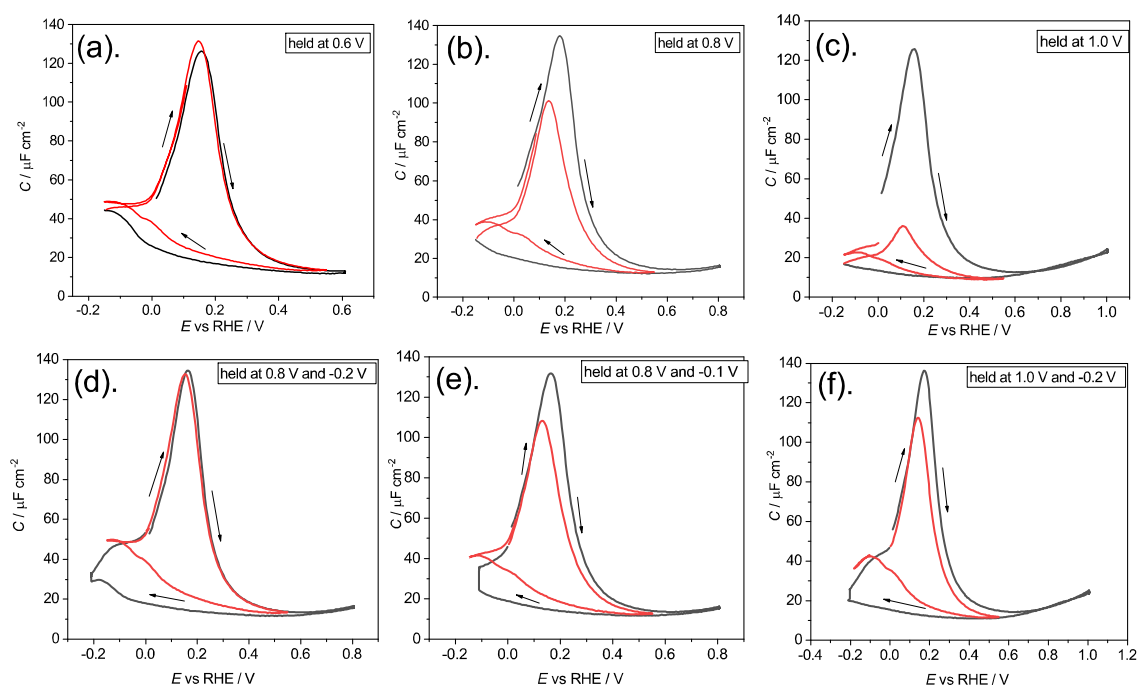 (a).
held at 0.6 V
140
120
100
80
60
40
20
0
C / μF cm-2
-0.2 0.0 0.2 0.4 0.6
E vs RHE / V
(b).
held at 0.8 V
140
120
100
80
60
40
20
0
C / μF cm-2
-0.2 0.0 0.2 0.4 0.6 0.8
E vs RHE / V
(c).
held at 1.0 V
140
120
100
80
60
40
20
0
C / μF cm-2
-0.2 0.0 0.2 0.4 0.6 0.8 1.0
E vs RHE / V
(d).
held at 0.8 V and -0.2 V
140
120
100
80
60
40
20
0
C / μF cm-2
-0.2 0.0 0.2 0.4 0.6 0.8
E vs RHE / V
(e).
held at 0.8 V and -0.1 V
140
120
100
80
60
40
20
0
C / μF cm-2
-0.2 0.0 0.2 0.4 0.6 0.8
E vs RHE / V
(f).
held at 1.0 V and -0.2 V
140
120
100
80
60
40
20
0
C / μF cm-2
-0.4 -0.2 0.0 0.2 0.4 0.6 0.8 1.0 1.2
E vs RHE / V